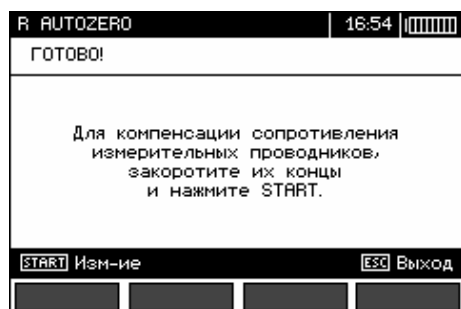 R AUTOZERO 16:54
ГОТОВО!
Для компенсации сопротивления
измерительных проводников,
закоротите их концы
и нажмите START.
START Изм-ие ESC Выход